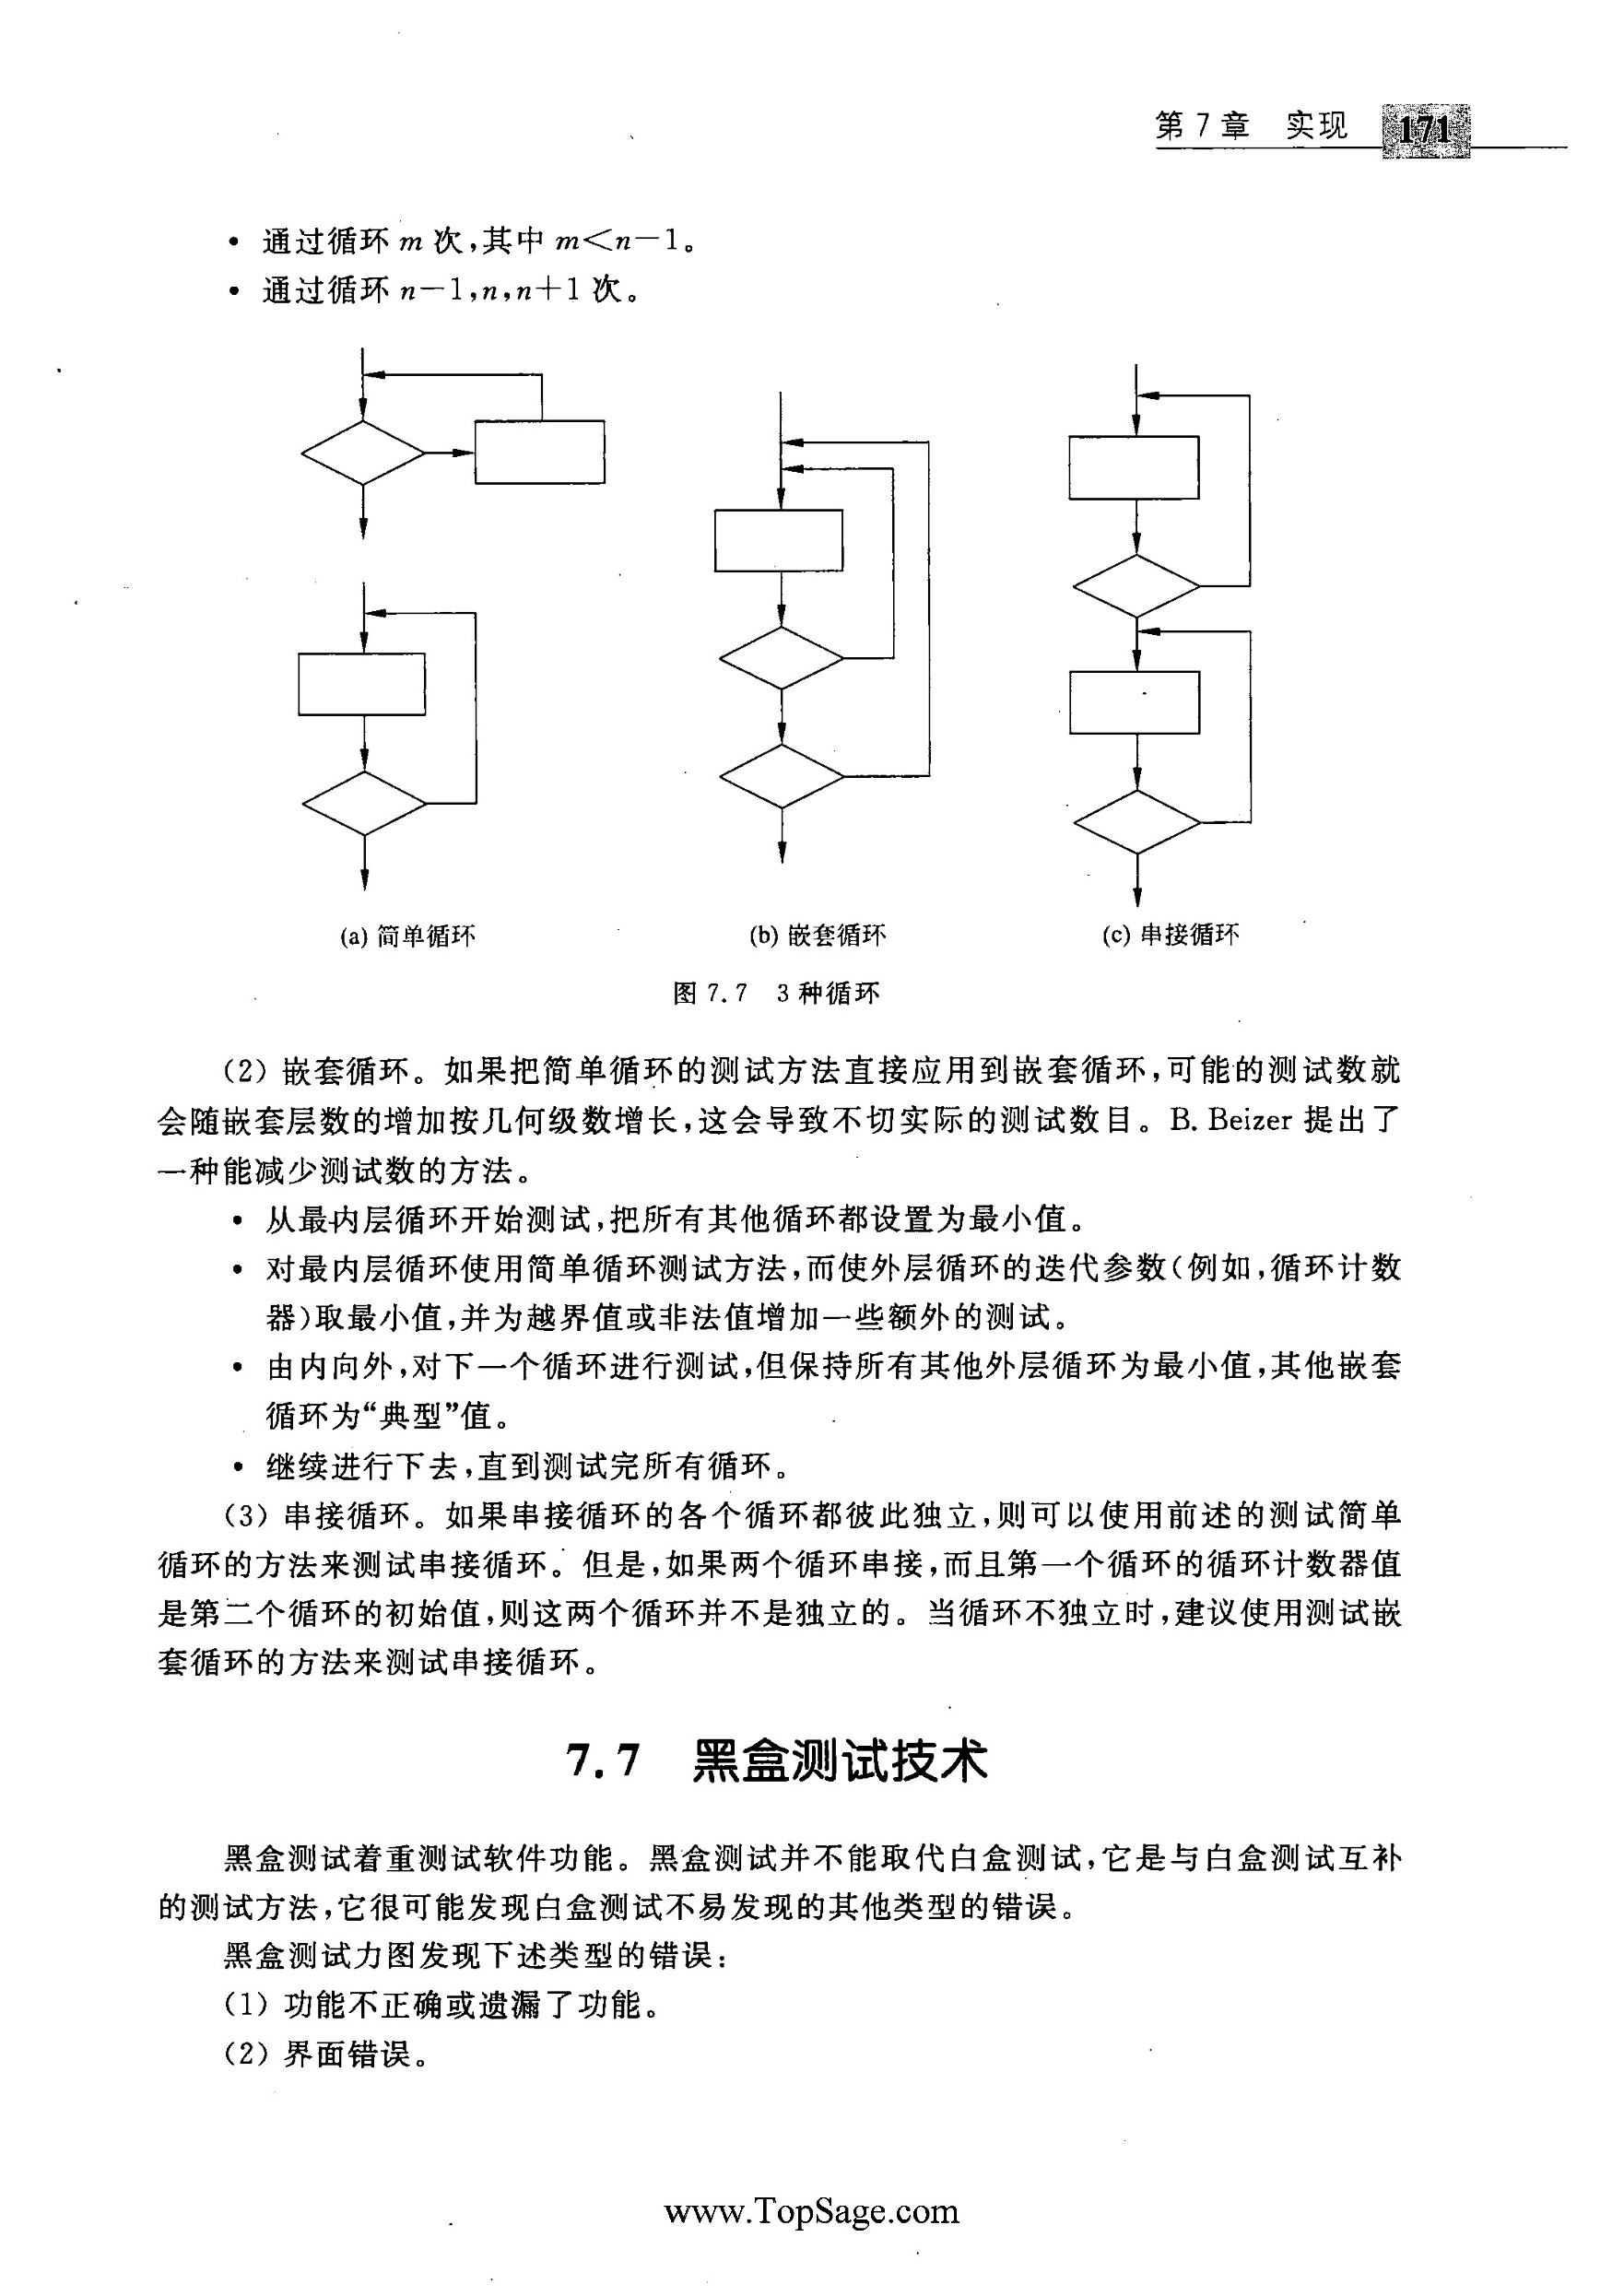 第 7 章 实现 171
• 通过循环 m 次,其中 m<n−1。
• 通过循环 n−1,n,n+1 次。
(a) 简单循环 (b) 嵌套循环 (c) 串接循环
图 7.7 3 种循环
(2) 嵌套循环。如果把简单循环的测试方法直接应用到嵌套循环,可能的测试数就
会随嵌套层数的增加按几何级数增长,这会导致不切实际的测试数目。B. Beizer 提出了
一种能减少测试数的方法。
• 从最内层循环开始测试,把所有其他循环都设置为最小值。
• 对最内层循环使用简单循环测试方法,而使外层循环的迭代参数(例如,循环计数
器)取最小值,并为越界值或非法值增加一些额外的测试。
• 由内向外,对下一个循环进行测试,但保持所有其他外层循环为最小值,其他嵌套
循环为“典型”值。
• 继续进行下去,直到测试完所有循环。
(3) 串接循环。如果串接循环的各个循环都彼此独立,则可以使用前述的测试简单
循环的方法来测试串接循环。但是,如果两个循环串接,而且第一个循环的循环计数器值
是第二个循环的初始值,则这两个循环并不是独立的。当循环不独立时,建议使用测试嵌
套循环的方法来测试串接循环。
7.7 黑盒测试技术
黑盒测试着重测试软件功能。黑盒测试并不能取代白盒测试,它是与白盒测试互补
的测试方法,它很可能发现白盒测试不易发现的其他类型的错误。
黑盒测试力图发现下述类型的错误:
(1) 功能不正确或遗漏了功能。
(2) 界面错误。
www.TopSage.com